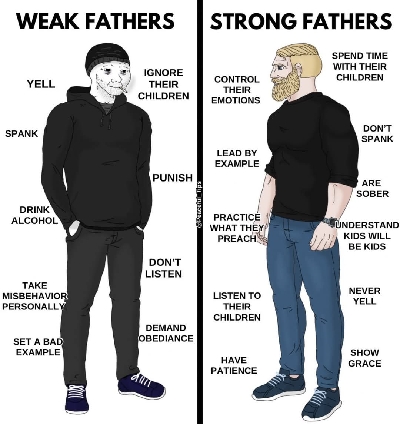 WEAK FATHERS
YELL
IGNORE
THEIR
CHILDREN
SPANK
PUNISH
DRINK
ALCOHOL
DON'T
LISTEN
TAKE
MISBEHAVIOR
PERSONALLY
SET A BAD
EXAMPLE
DEMAND
OBEDIANCE
STRONG FATHERS
SPEND TIME
WITH THEIR
CHILDREN
CONTROL
THEIR
EMOTIONS
DON'T
SPANK
LEAD BY
EXAMPLE
ARE
SOBER
PRACTICE
WHAT THEY
PREACH
UNDERSTAND
KIDS WILL
BE KIDS
LISTEN TO
THEIR
CHILDREN
NEVER
YELL
HAVE
PATIENCE
SHOW
GRACE